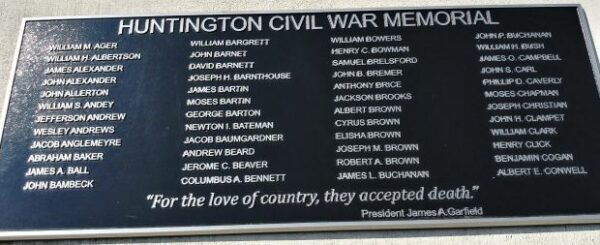 HUNTINGTON CIVIL WAR MEMORIAL
WILLIAM M. AGER
WILLIAM H. ALBERTSON
JAMES ALEXANDER
JOHN ALEXANDER
JOHN ALLERTON
WILLIAM S. ANDEY
JEFFERSON ANDREW
WESLEY ANDREWS
JACOB ANGLEMEYRE
ABRAHAM BAKER
JAMES A. BALL
JOHN BAMBECK
WILLIAM BARGRETT
JOHN BARNET
DAVID BARNETT
JOSEPH H. BARNTHOUSE
JAMES BARTIN
MOSES BARTIN
GEORGE BARTON
NEWTON I. BATEMAN
JACOB BAUMGARDNER
ANDREW BEARD
JEROME C. BEAVER
COLUMBUS A. BENNETT
WILLIAM BOWERS
HENRY C. BOWMAN
SAMUEL BRELSFORD
JOHN B. BREMER
ANTHONY BRICE
JACKSON BROOKS
ALBERT BROWN
CYRUS BROWN
ELISHA BROWN
JOSEPH M. BROWN
ROBERT A. BROWN
JAMES L. BUCHANAN
JOHN P. BUCHANAN
WILLIAM H. BUSH
JAMES O. CAMPBELL
JOHN S. CARL
PHILLIP D. CAVERLY
MOSES CHAPMAN
JOSEPH CHRISTIAN
JOHN H. CLAMPET
WILLIAM CLARK
HENRY CLICK
BENJAMIN COGAN
ALBERT E. CONWELL
"For the love of country, they accepted death."
President James A.Garfield